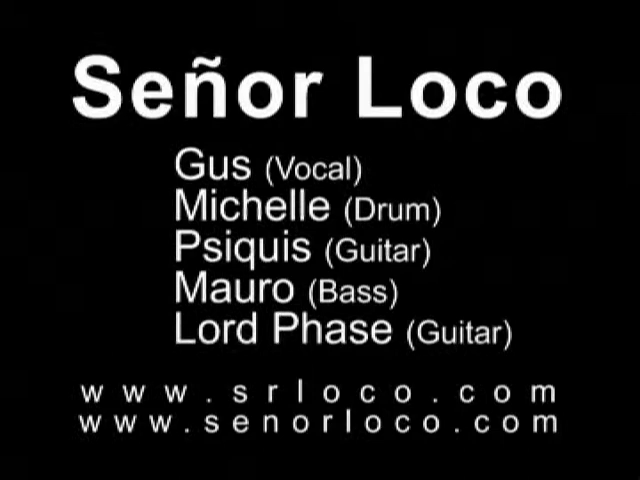 Señor Loco
Gus (Vocal)
Michelle (Drum)
Psiquis (Guitar)
Mauro (Bass)
Lord Phase (Guitar)
www.srloco.com
www.senorloco.com